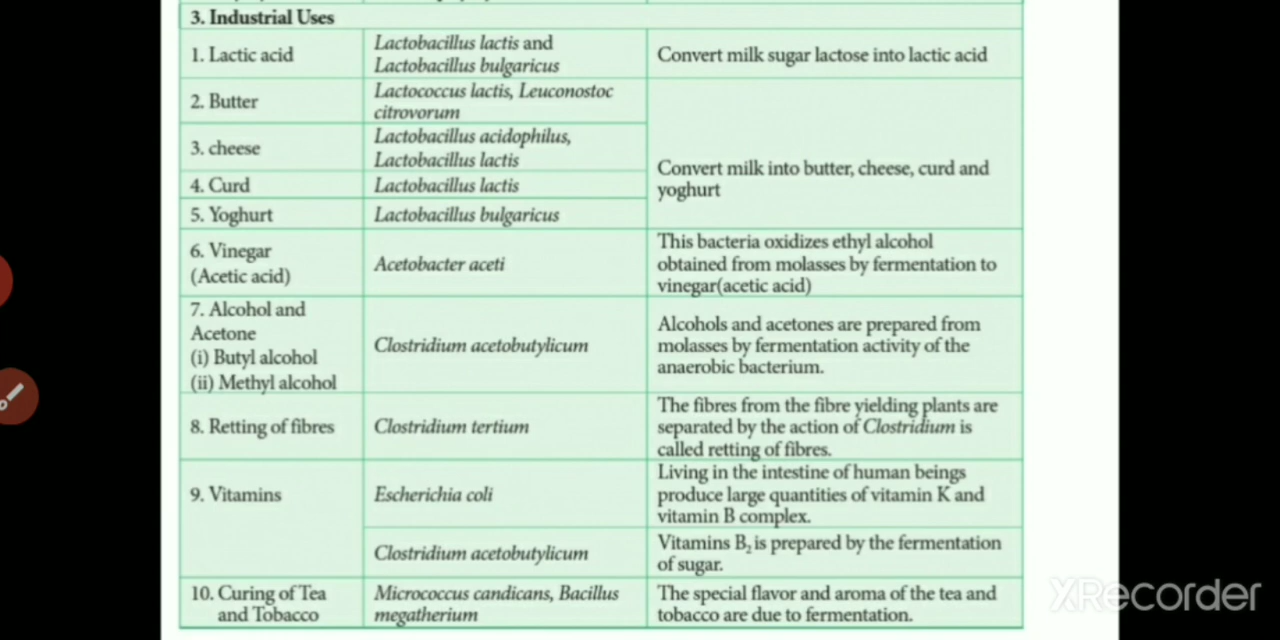 3. Industrial Uses
1. Lactic acid
Lactobacillus lactis and
Lactobacillus bulgaricus
Convert milk sugar lactose into lactic acid
2. Butter
Lactococcus lactis, Leuconostoc
citrovorum
3. cheese
Lactobacillus acidophilus,
Lactobacillus lactis
4. Curd
Lactobacillus lactis
5. Yoghurt
Lactobacillus bulgaricus
Convert milk into butter, cheese, curd and
yoghurt
6. Vinegar
(Acetic acid)
Acetobacter aceti
This bacteria oxidizes ethyl alcohol
obtained from molasses by fermentation to
vinegar(acetic acid)
7. Alcohol and
Acetone
(i) Butyl alcohol
(ii) Methyl alcohol
Clostridium acetobutylicum
Alcohols and acetones are prepared from
molasses by fermentation activity of the
anaerobic bacterium.
8. Retting of fibres
Clostridium tertium
The fibres from the fibre yielding plants are
separated by the action of Clostridium is
called retting of fibres.
9. Vitamins
Escherichia coli
Living in the intestine of human beings
produce large quantities of vitamin K and
vitamin B complex.
Clostridium acetobutylicum
Vitamins B₂ is prepared by the fermentation
of sugar.
10. Curing of Tea
and Tobacco
Micrococcus candicans, Bacillus
megatherium
The special flavor and aroma of the tea and
tobacco are due to fermentation.
XRecorder